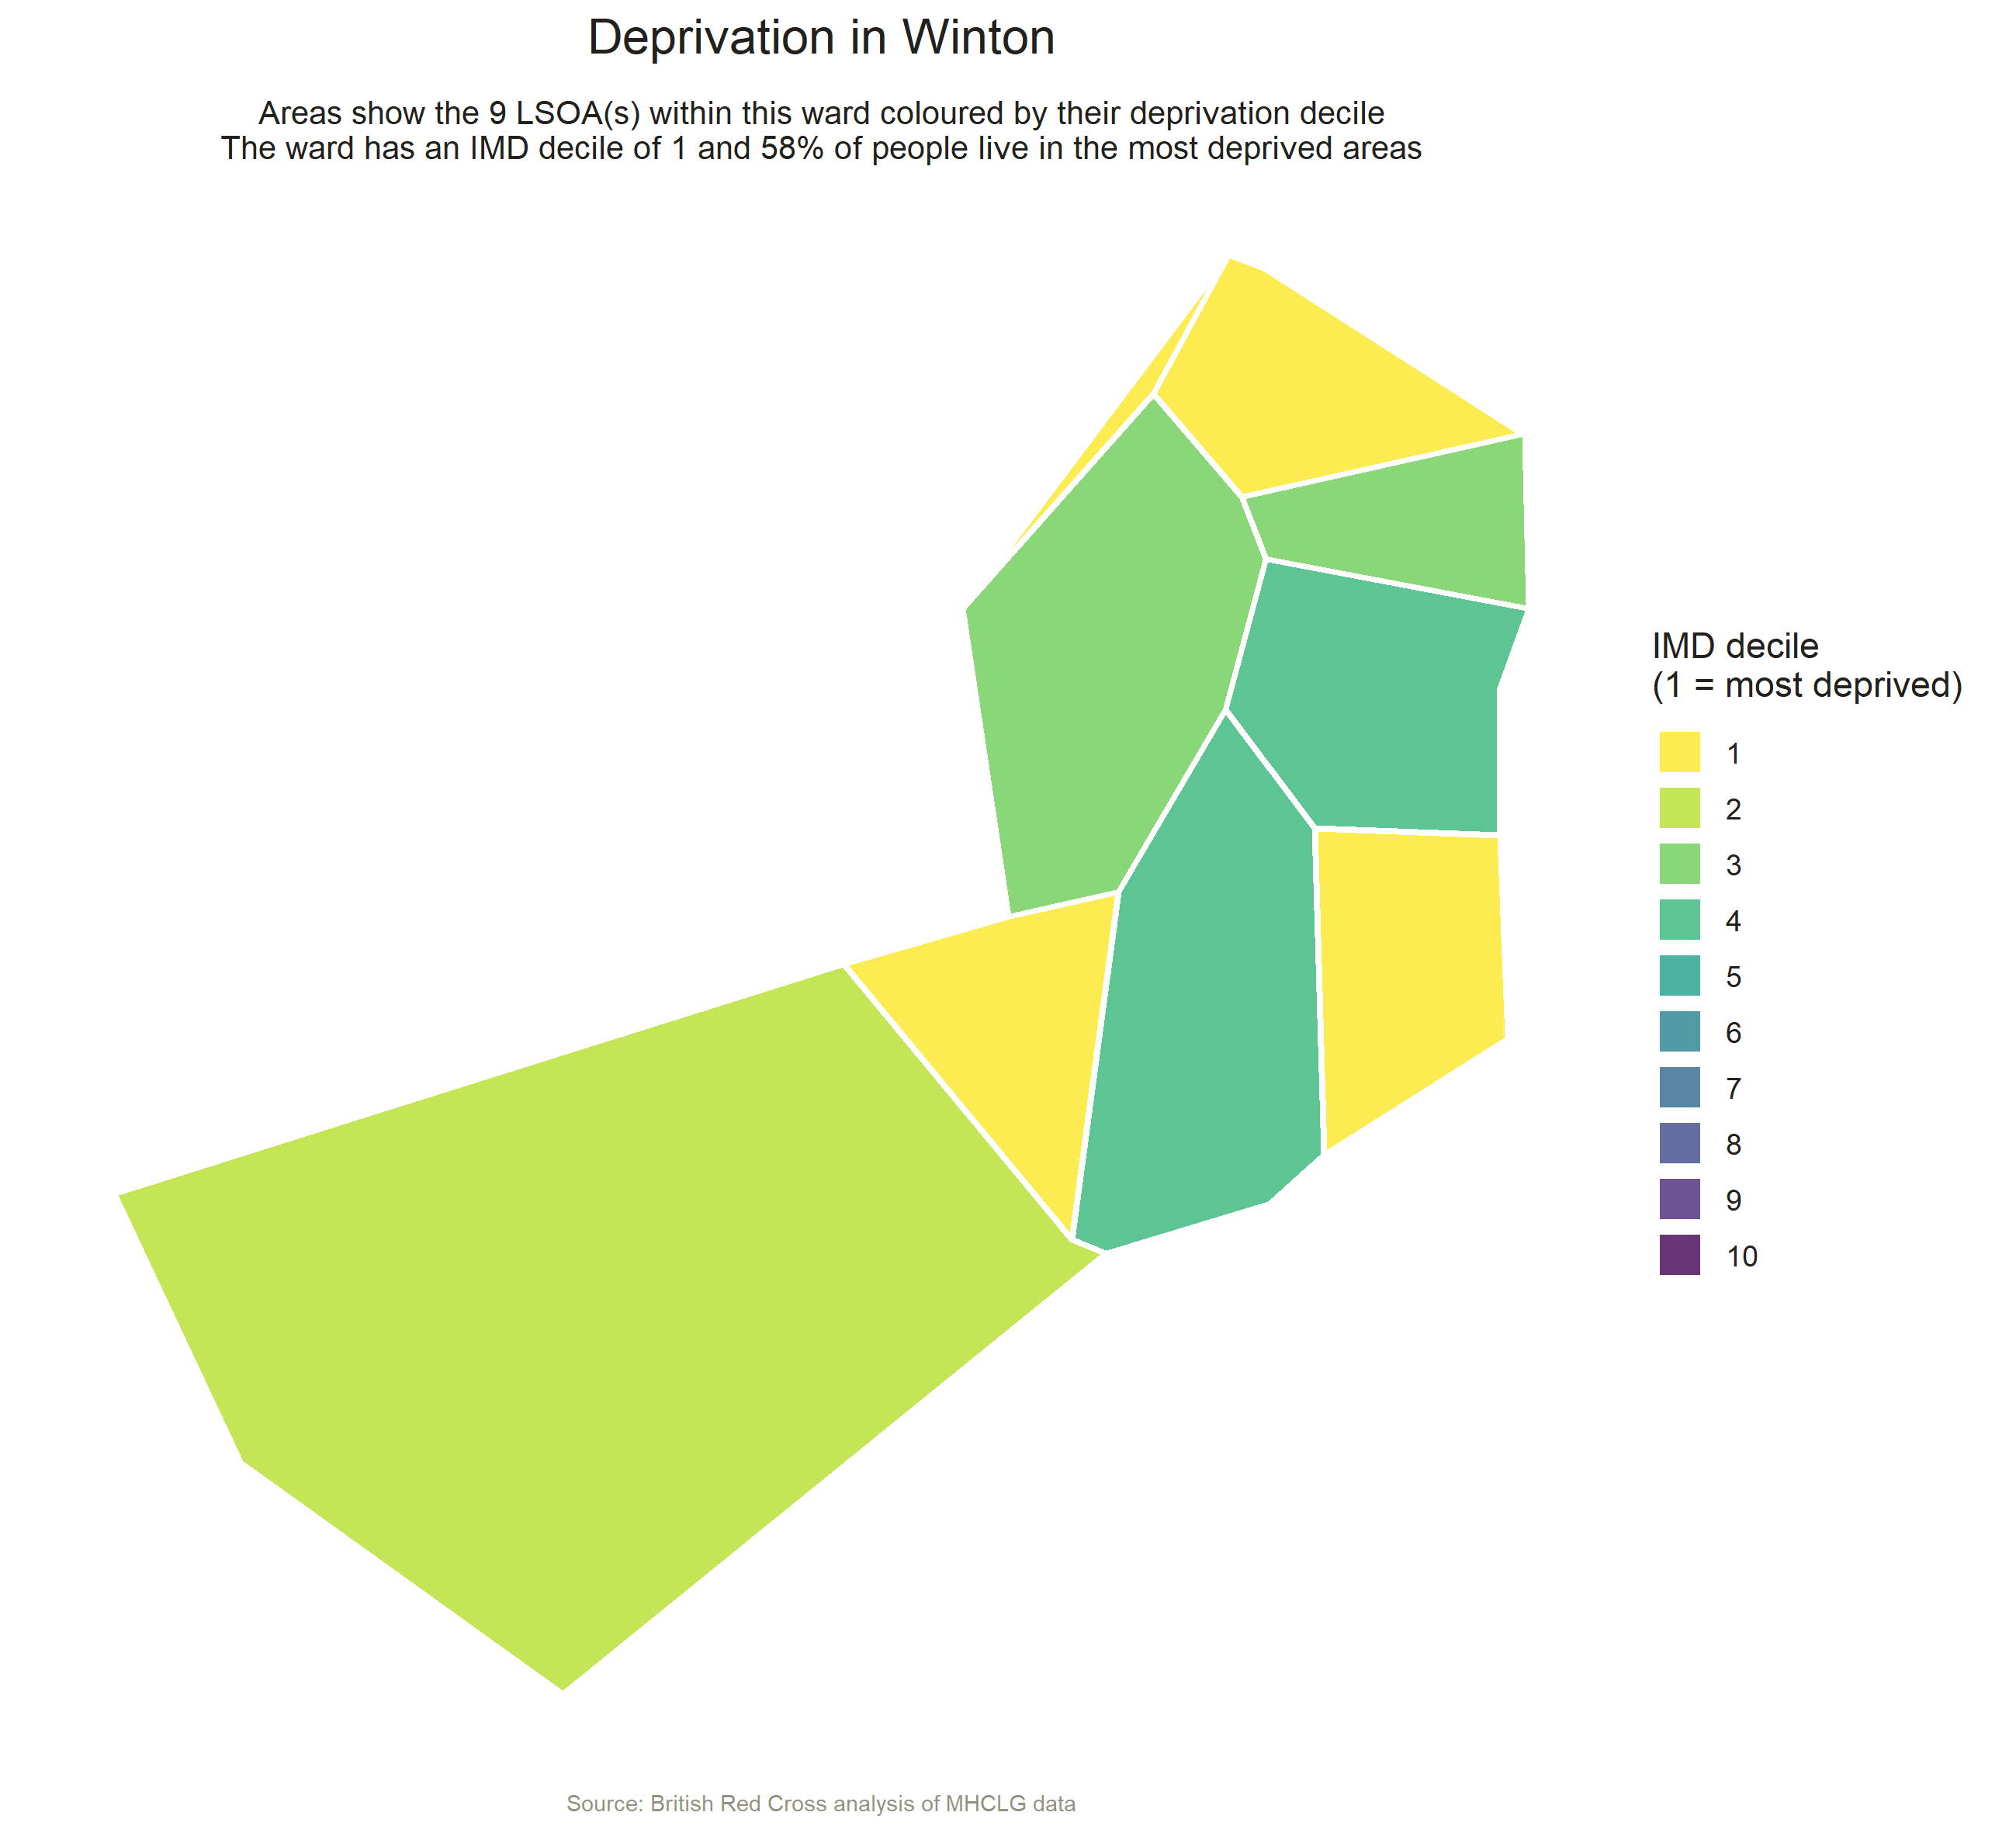 Deprivation in Winton
Areas show the 9 LSOA(s) within this ward coloured by their deprivation decile
The ward has an IMD decile of 1 and 58% of people live in the most deprived areas
IMD decile
(1 = most deprived)
1
2
3
4
5
6
7
8
9
10
Source: British Red Cross analysis of MHCLG data